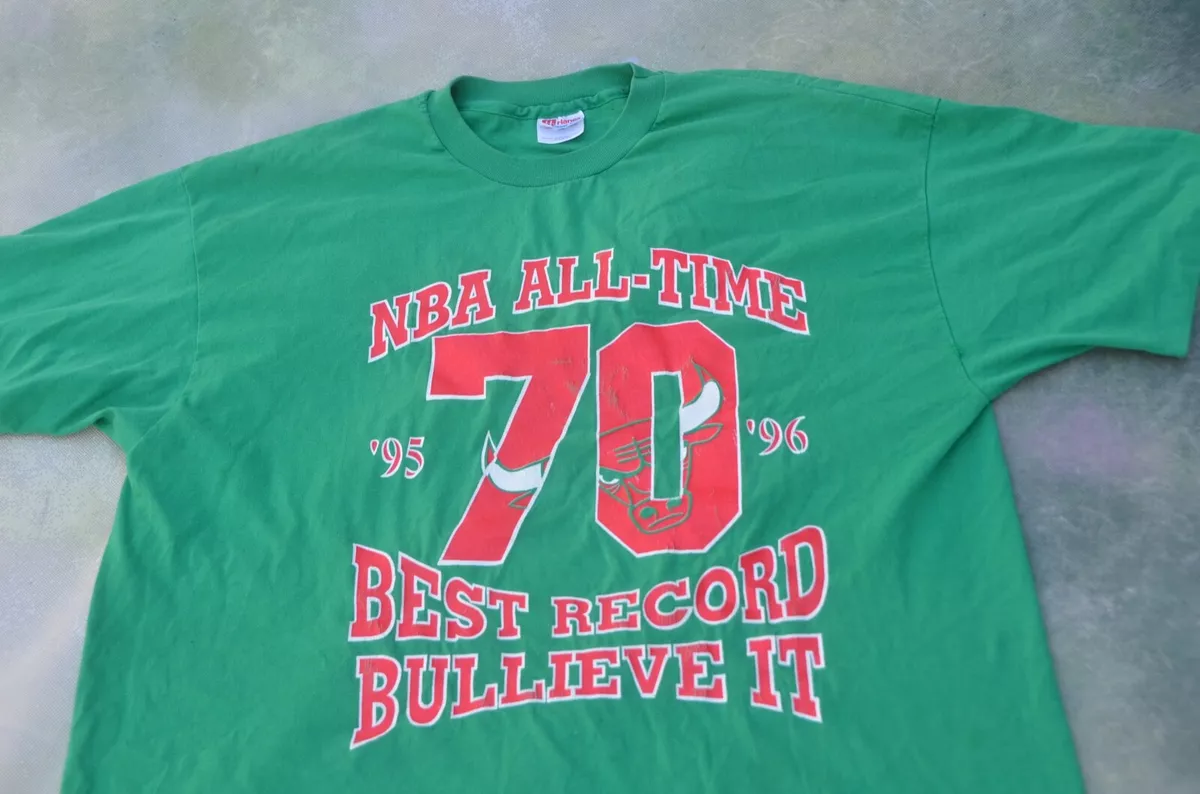 NBA ALL-TIME
70
'95 '96
BEST RECORD
BULLIEVE IT